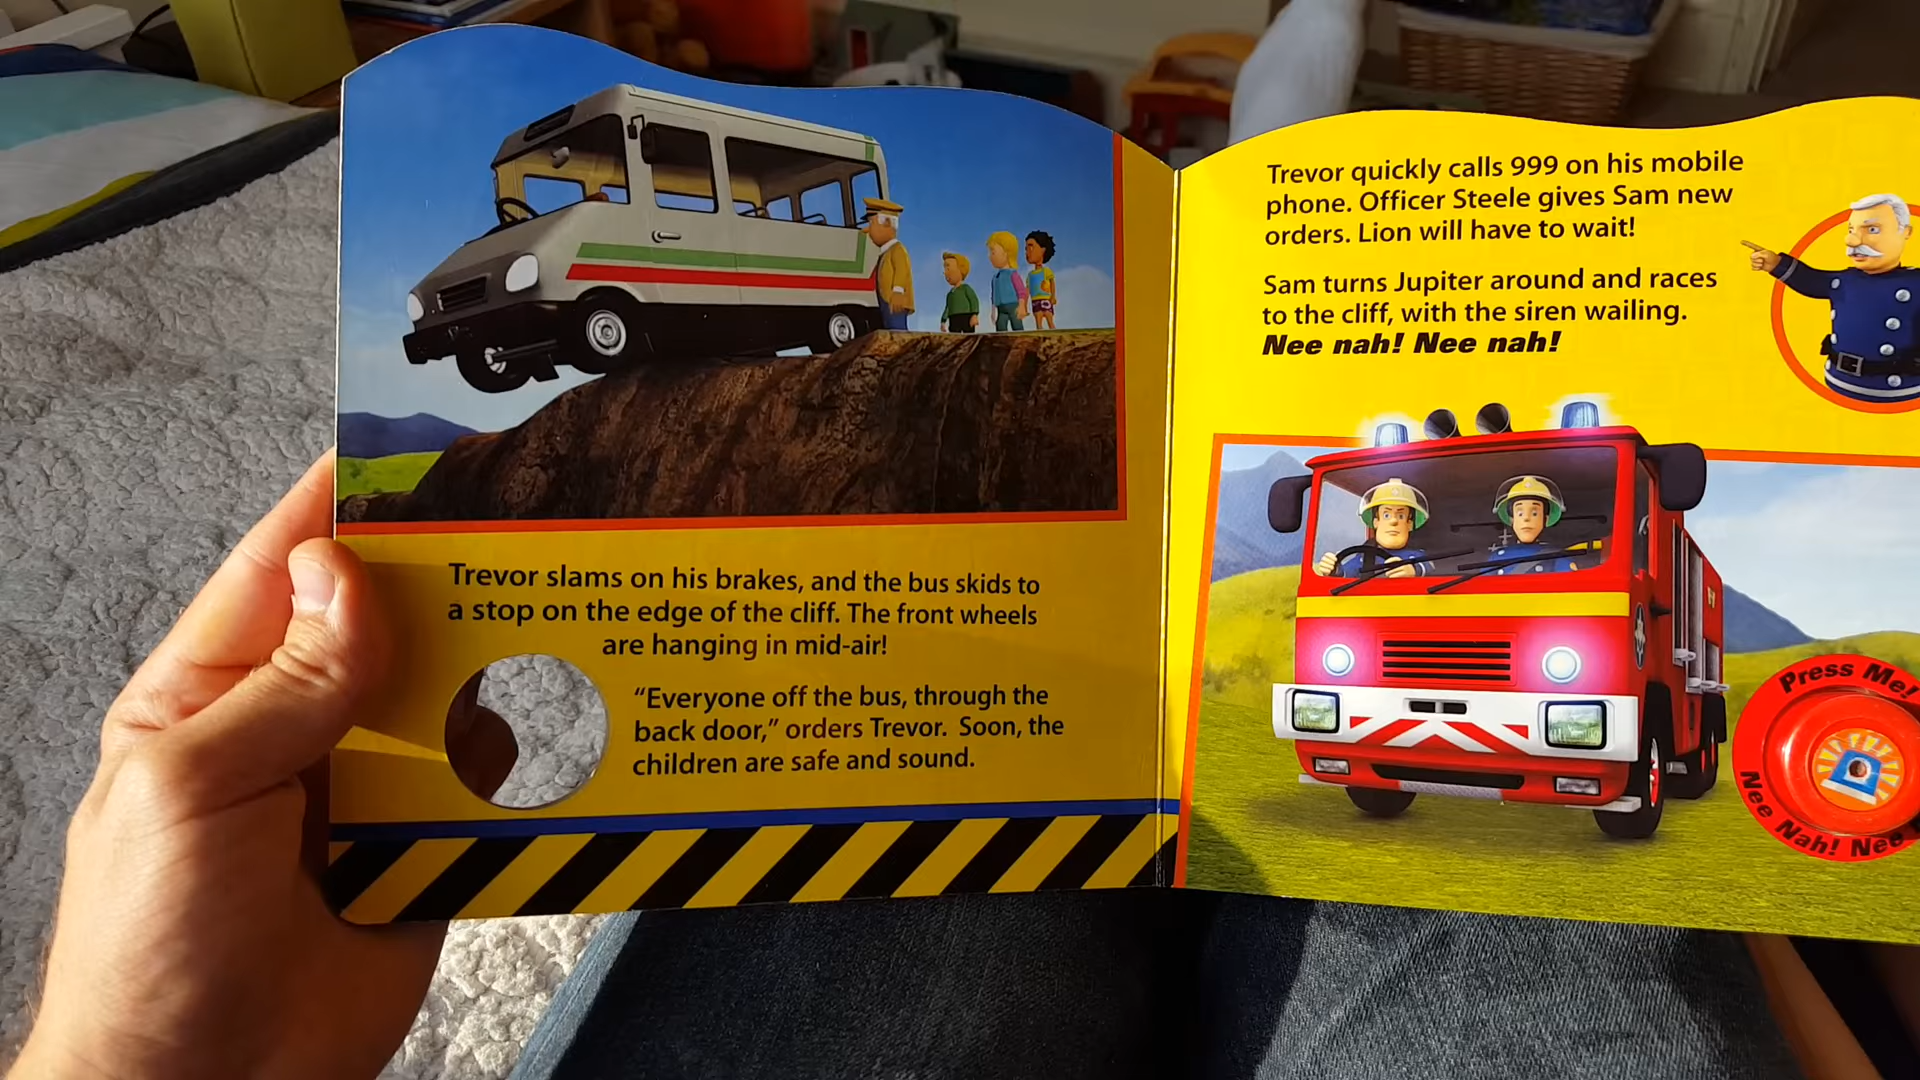 Trevor slams on his brakes, and the bus skids to
a stop on the edge of the cliff. The front wheels
are hanging in mid-air!
“Everyone off the bus, through the
back door,” orders Trevor. Soon, the
children are safe and sound.
Trevor quickly calls 999 on his mobile
phone. Officer Steele gives Sam new
orders. Lion will have to wait!
Sam turns Jupiter around and races
to the cliff, with the siren wailing.
Nee nah! Nee nah!
Press Me!
Nee Nah! Nee